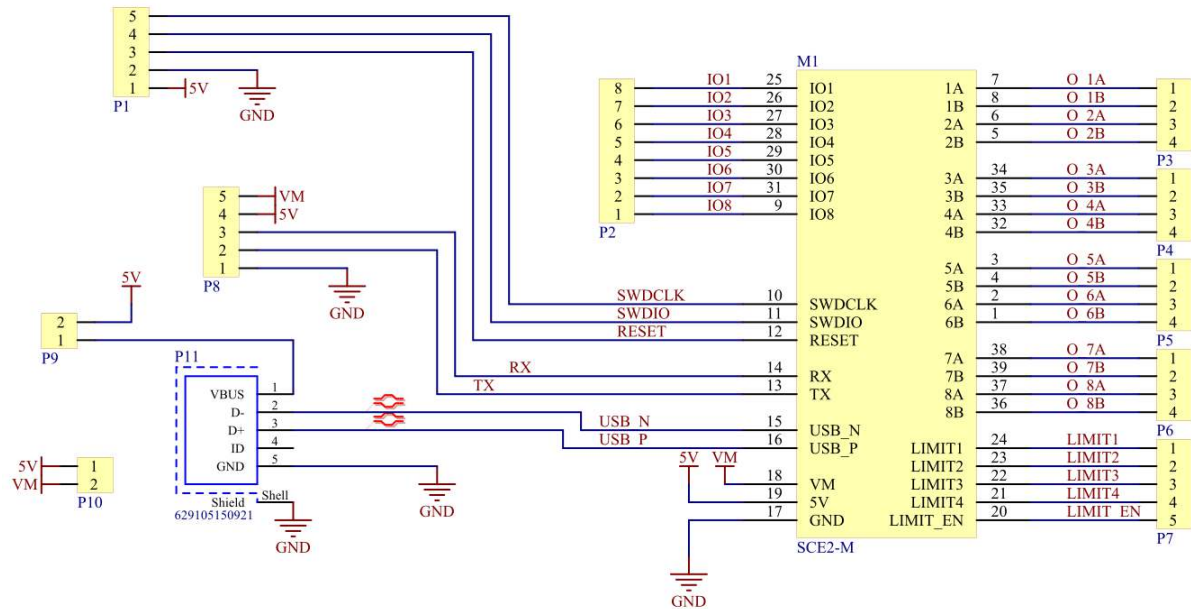 5
4
3
2
1
P1
5V
GND
8
7
6
5
4
3
2
1
P2
IO1
IO2
IO3
IO4
IO5
IO6
IO7
IO8
25
26
27
28
29
30
31
9
M1
IO1
IO2
IO3
IO4
IO5
IO6
IO7
IO8
SWDCLK
SWDIO
RESET
RX
TX
USB_N
USB_P
VM
5V
GND
1A
1B
2A
2B
3A
3B
4A
4B
5A
5B
6A
6B
7A
7B
8A
8B
LIMIT1
LIMIT2
LIMIT3
LIMIT4
LIMIT_EN
SCE2-M
7 O_1A 1
8 O_1B 2
6 O_2A 3
5 O_2B 4
P3
34 O_3A 1
35 O_3B 2
33 O_4A 3
32 O_4B 4
P4
3 O_5A 1
4 O_5B 2
2 O_6A 3
1 O_6B 4
P5
38 O_7A 1
39 O_7B 2
37 O_8A 3
36 O_8B 4
P6
24 LIMIT1 1
23 LIMIT2 2
22 LIMIT3 3
21 LIMIT4 4
20 LIMIT_EN 5
P7
5
4
3
2
1
P8
VM
5V
GND
SWDCLK 10
SWDIO 11
RESET 12
RX 14
TX 13
USB_N 15
USB_P 16
18
19
17
5V
VM
GND
5V
2
1
P9
P11
VBUS 1
D- 2
D+ 3
ID 4
GND 5
Shield
Shell
629105150921
GND
GND
5V 1
VM 2
P10